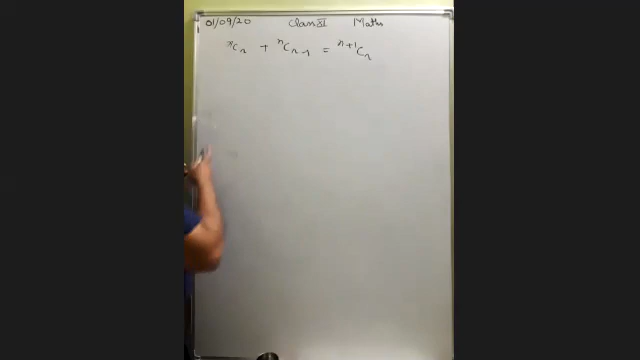 01/09/20 Class XI Maths
ⁿCᵣ + ⁿCᵣ₋₁ = ⁿ⁺¹Cᵣ